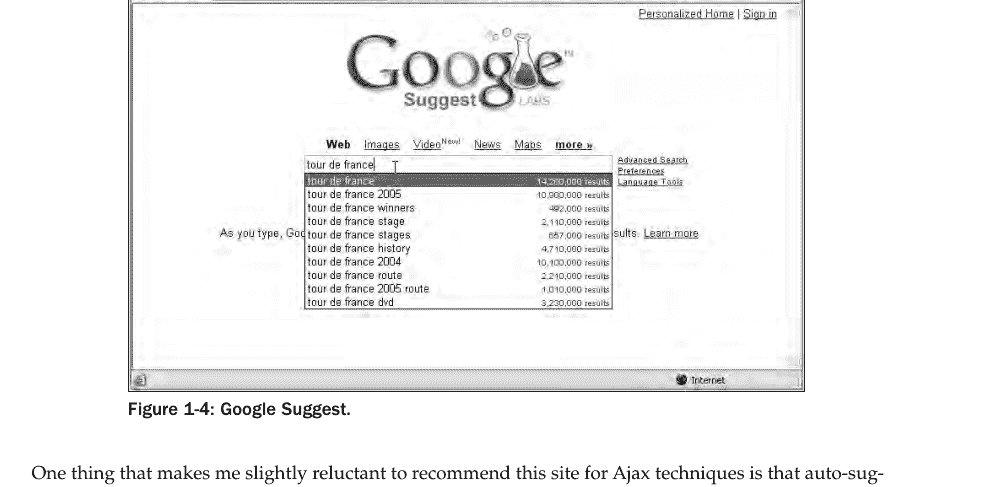 Personalized Home | Sign in
Google
Suggest LABS
Web Images Video New! News Maps more »
tour de france
Advanced Search
Preferences
Language Tools
tour de france 14,200,000 results
tour de france 2005 10,900,000 results
tour de france winners 492,000 results
tour de france stage 2,110,000 results
As you type, Goo
tour de france stages 657,000 results
sults. Learn more
tour de france history 4,710,000 results
tour de france 2004 10,100,000 results
tour de france route 2,210,000 results
tour de france 2005 route 1,010,000 results
tour de france dvd 3,230,000 results
Internet
Figure 1-4: Google Suggest.
One thing that makes me slightly reluctant to recommend this site for Ajax techniques is that auto-sug-